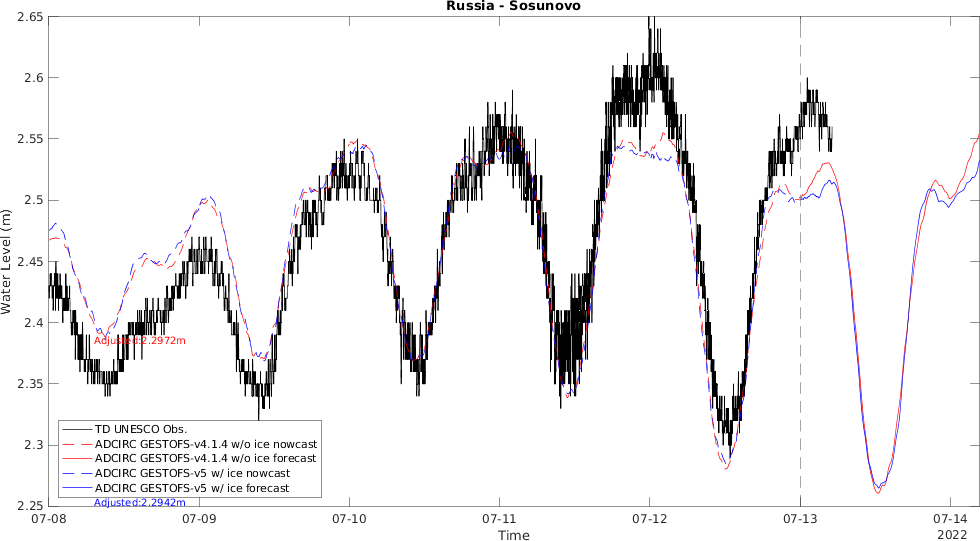 Russia - Sosunovo
2.65
2.6
2.55
2.5
2.45
2.4
2.35
2.3
2.25
Water Level (m)
Adjusted:2.2972m
TD UNESCO Obs.
ADCIRC GESTOFS-v4.1.4 w/o ice nowcast
ADCIRC GESTOFS-v4.1.4 w/o ice forecast
ADCIRC GESTOFS-v5 w/ ice nowcast
ADCIRC GESTOFS-v5 w/ ice forecast
Adjusted:2.2942m
07-08 07-09 07-10 07-11 07-12 07-13 07-14
Time
2022